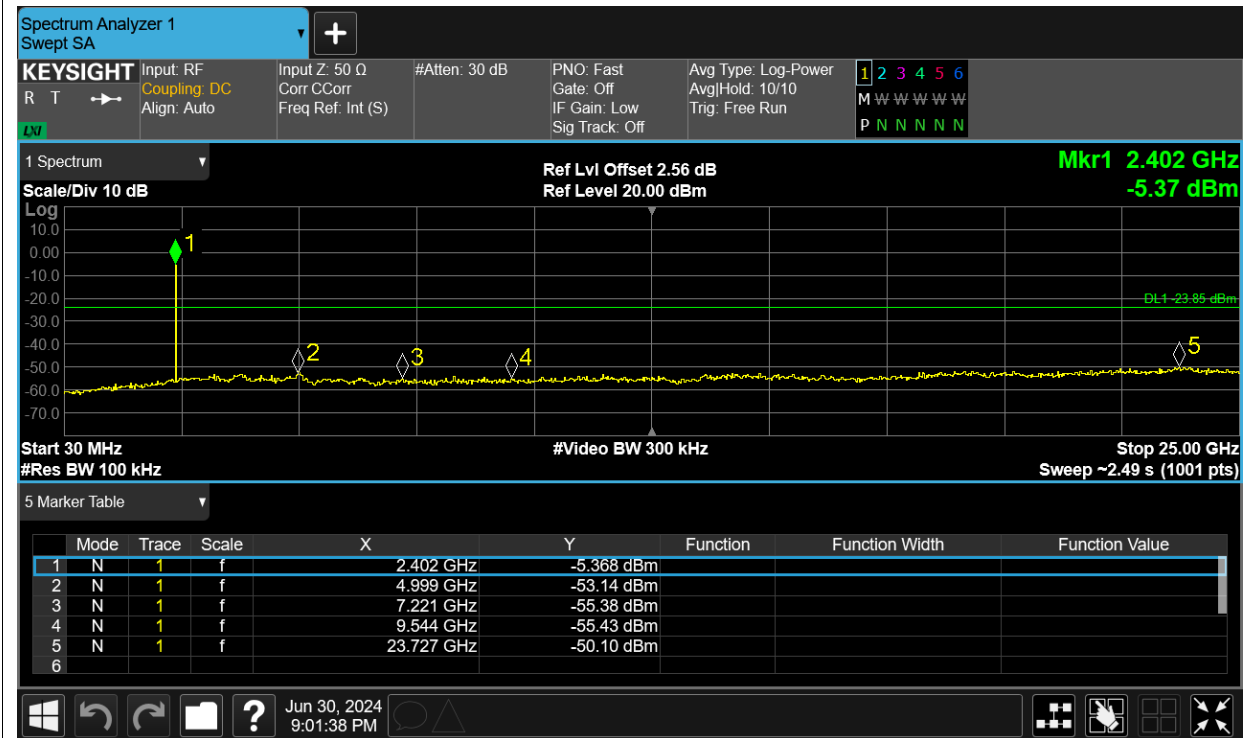 Spectrum Analyzer 1
Swept SA
+
KEYSIGHT
R T
LXI
Input: RF
Coupling: DC
Align: Auto
Input Z: 50 Ω
Corr CCorr
Freq Ref: Int (S)
#Atten: 30 dB
PNO: Fast
Gate: Off
IF Gain: Low
Sig Track: Off
Avg Type: Log-Power
Avg|Hold: 10/10
Trig: Free Run
1 2 3 4 5 6
M W W W W W
P N N N N N
1 Spectrum
Scale/Div 10 dB
Ref Lvl Offset 2.56 dB
Ref Level 20.00 dBm
Mkr1 2.402 GHz
-5.37 dBm
Log
10.0
0.00
-10.0
-20.0
-30.0
-40.0
-50.0
-60.0
-70.0
1
2
3
4
5
DL1 -23.85 dBm
Start 30 MHz
#Res BW 100 kHz
#Video BW 300 kHz
Stop 25.00 GHz
Sweep ~2.49 s (1001 pts)
5 Marker Table
Mode Trace Scale X Y Function Function Width Function Value
1 N 1 f 2.402 GHz -5.368 dBm
2 N 1 f 4.999 GHz -53.14 dBm
3 N 1 f 7.221 GHz -55.38 dBm
4 N 1 f 9.544 GHz -55.43 dBm
5 N 1 f 23.727 GHz -50.10 dBm
6
?
Jun 30, 2024
9:01:38 PM